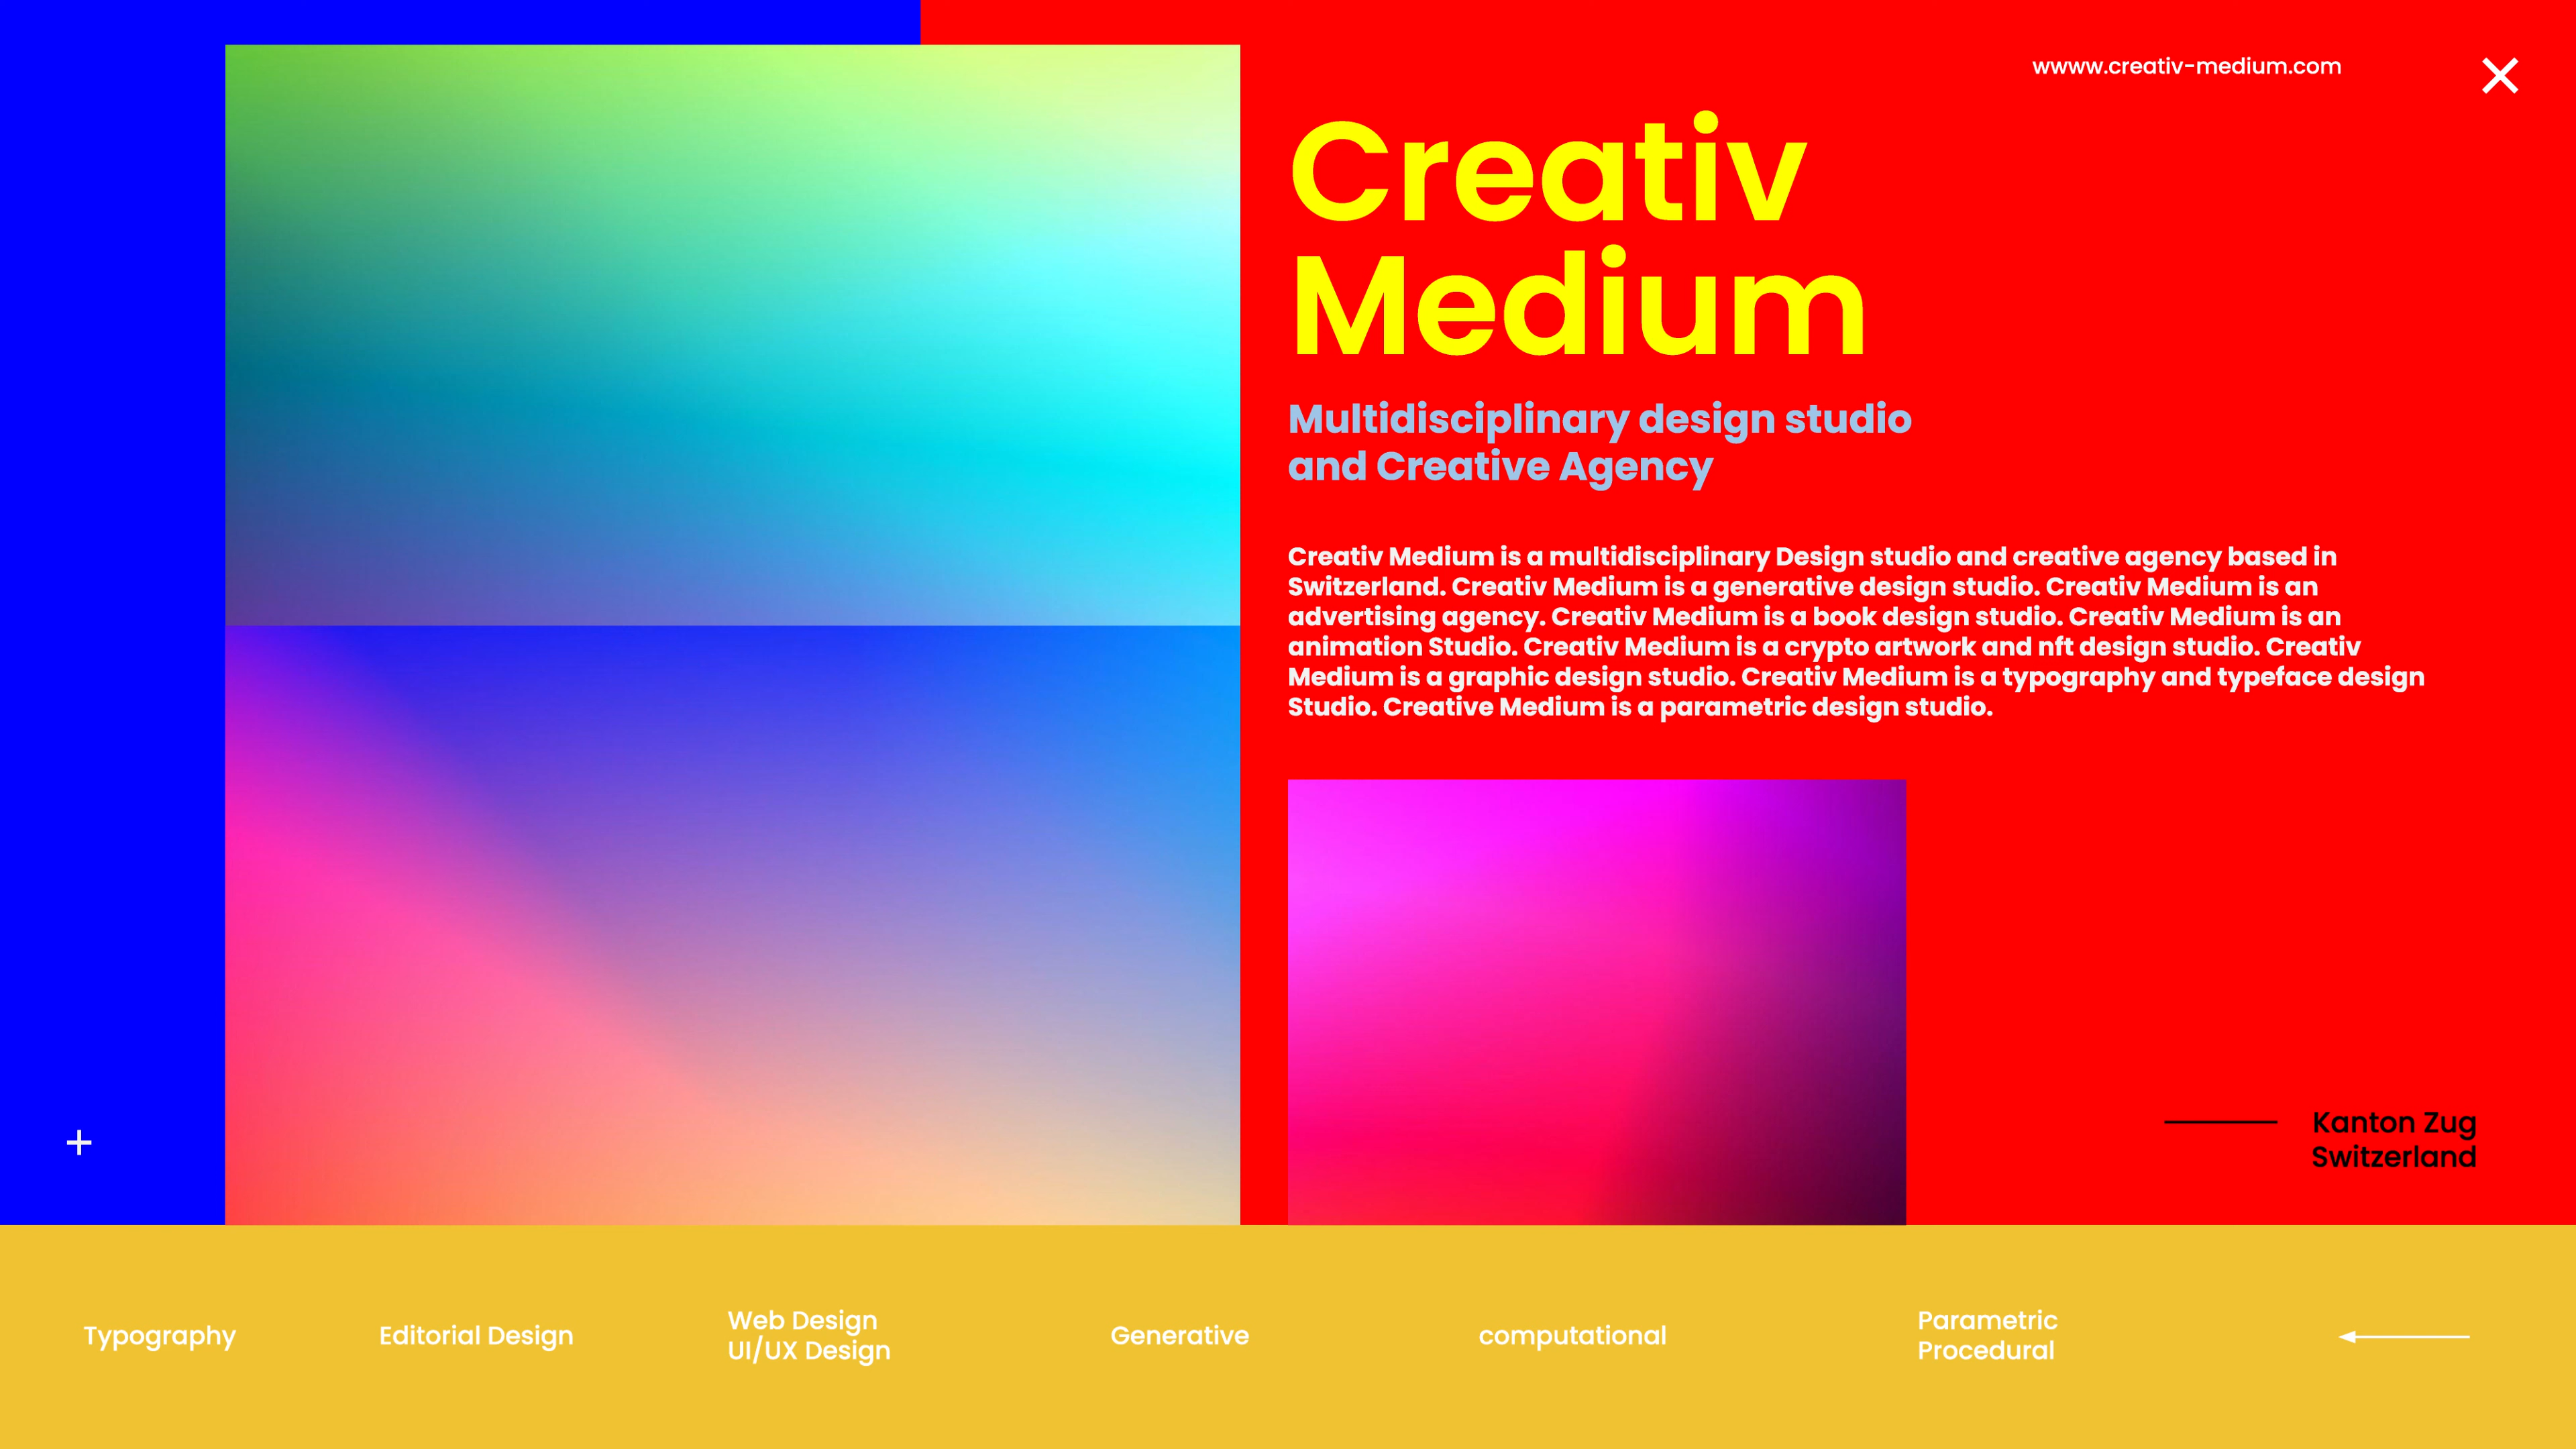 wwww.creativ-medium.com
Creativ
Medium
Multidisciplinary design studio
and Creative Agency
Creativ Medium is a multidisciplinary Design studio and creative agency based in
Switzerland. Creativ Medium is a generative design studio. Creativ Medium is an
advertising agency. Creativ Medium is a book design studio. Creativ Medium is an
animation Studio. Creativ Medium is a crypto artwork and nft design studio. Creativ
Medium is a graphic design studio. Creativ Medium is a typography and typeface design
Studio. Creative Medium is a parametric design studio.
Kanton Zug
Switzerland
Typography
Editorial Design
Web Design
UI/UX Design
Generative
computational
Parametric
Procedural